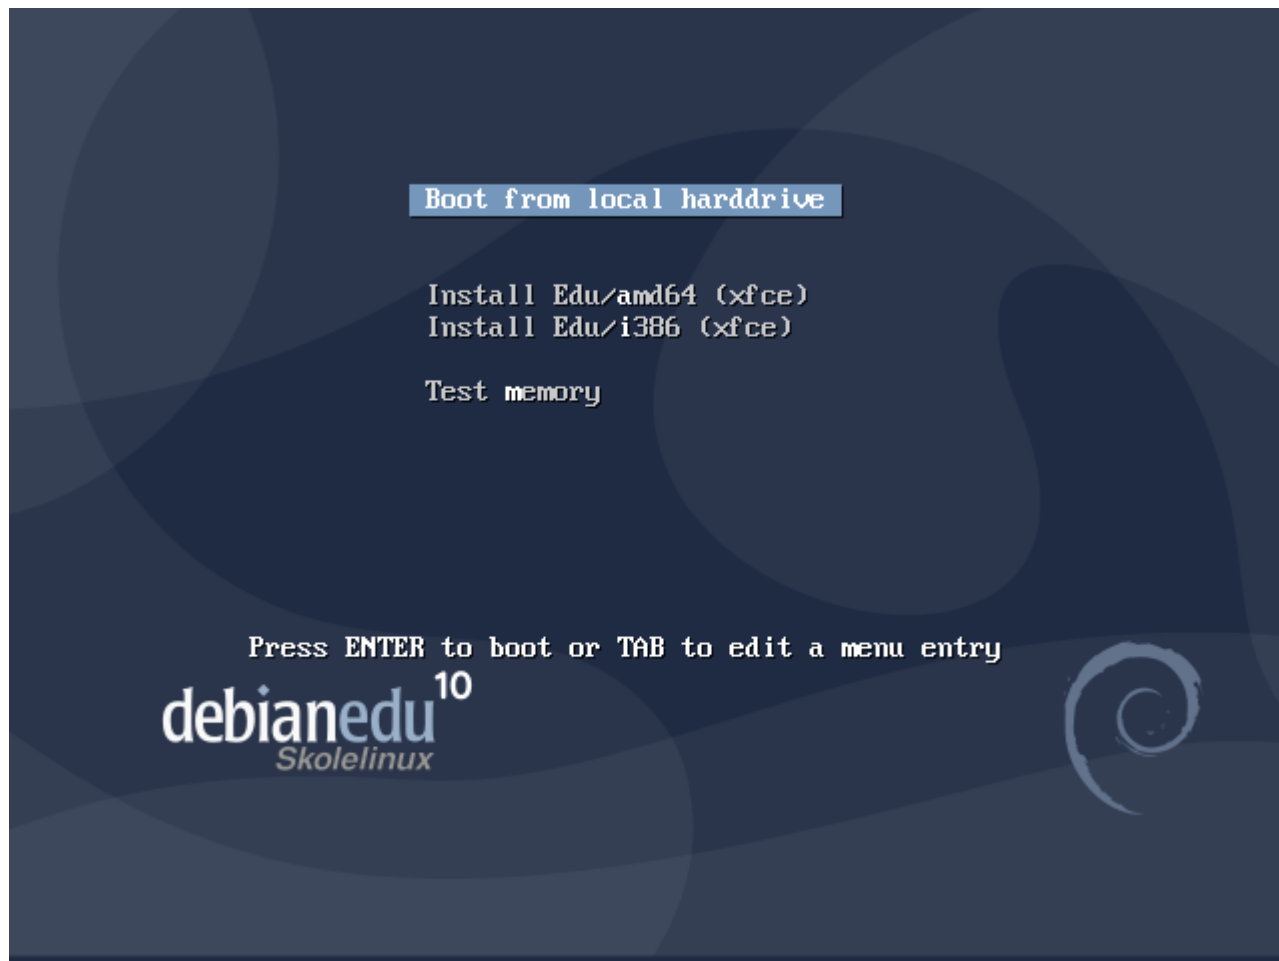 Boot from local harddrive
Install Edu/amd64 (xfce)
Install Edu/i386 (xfce)
Test memory
Press ENTER to boot or TAB to edit a menu entry
debianedu 10
Skolelinux